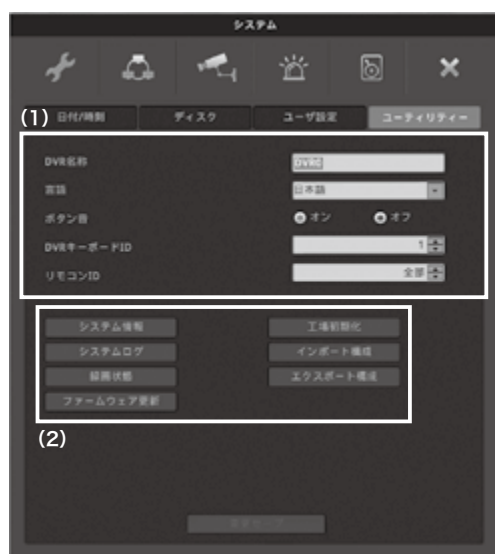 システム
(1)
日付/時刻 ディスク ユーザ設定 ユーティリティー
DVR名称
言語 日本語
ボタン音 オン オフ
DVRキーボードID 1
リモコンID 全部
システム情報 工場初期化
システムログ インポート構成
録画状態 エクスポート構成
ファームウェア更新
(2)